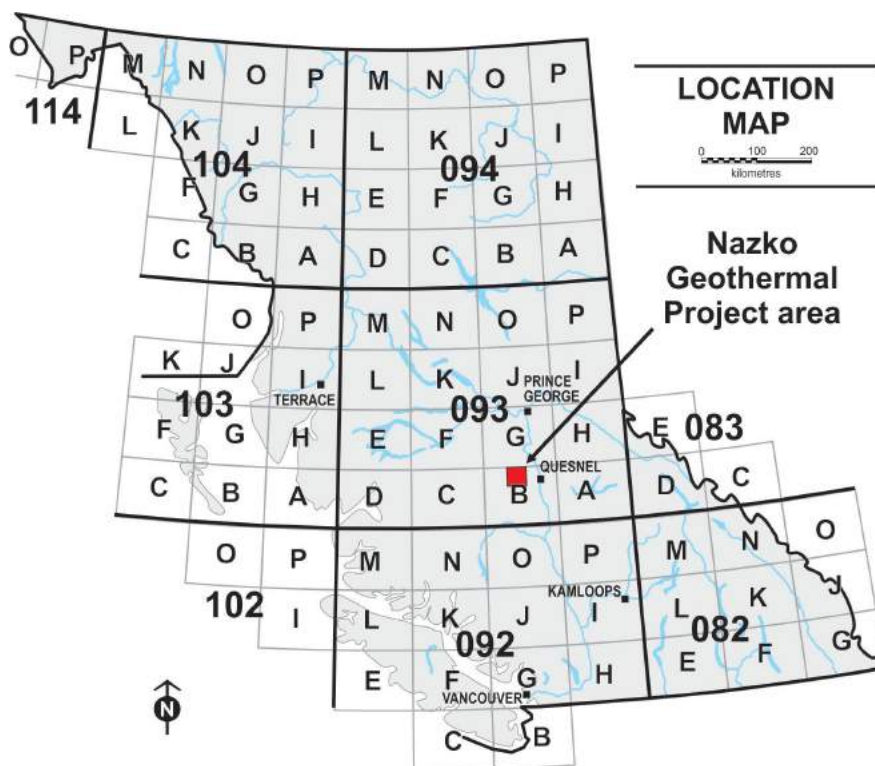 O P M N O P M N O P
114
L K J I L K J I
104 094
F G H E F G H
C B A D C B A
LOCATION
MAP
0 100 200
kilometres
Nazko
Geothermal
Project area
O P M N O P
K J I L K J I
TERRACE
PRINCE
GEORGE
103 093
F G H E F G H
E 083
QUESNEL
C B A D C B A D C
O P M N O P M N O
KAMLOOPS
102 I L K J I L K J
092 082
E F G H E F G
VANCOUVER
C B
N